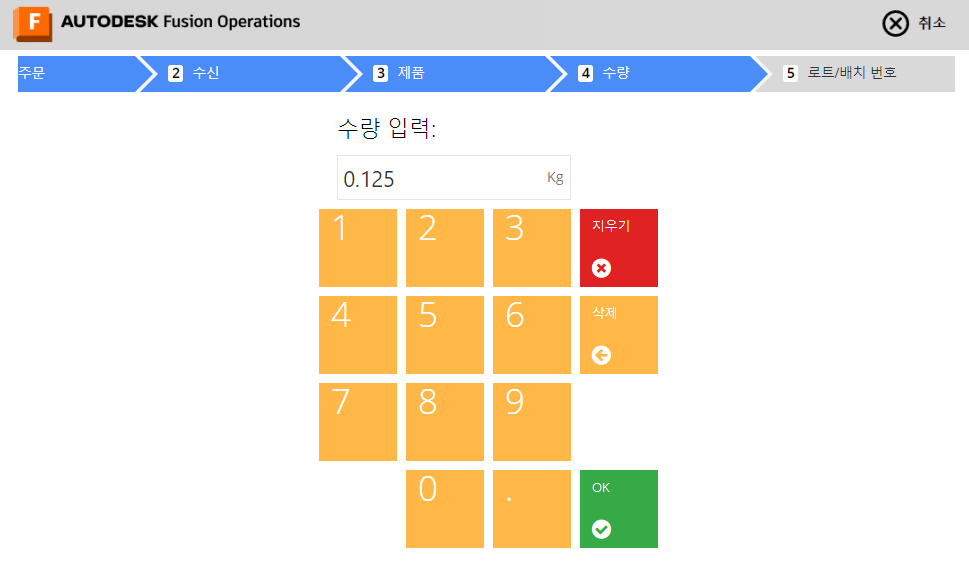 F AUTODESK Fusion Operations
취소
주문
2 수신
3 제품
4 수량
5 로트/배치 번호
수량 입력:
0.125 Kg
1 2 3 지우기
4 5 6 삭제
7 8 9
0 . OK